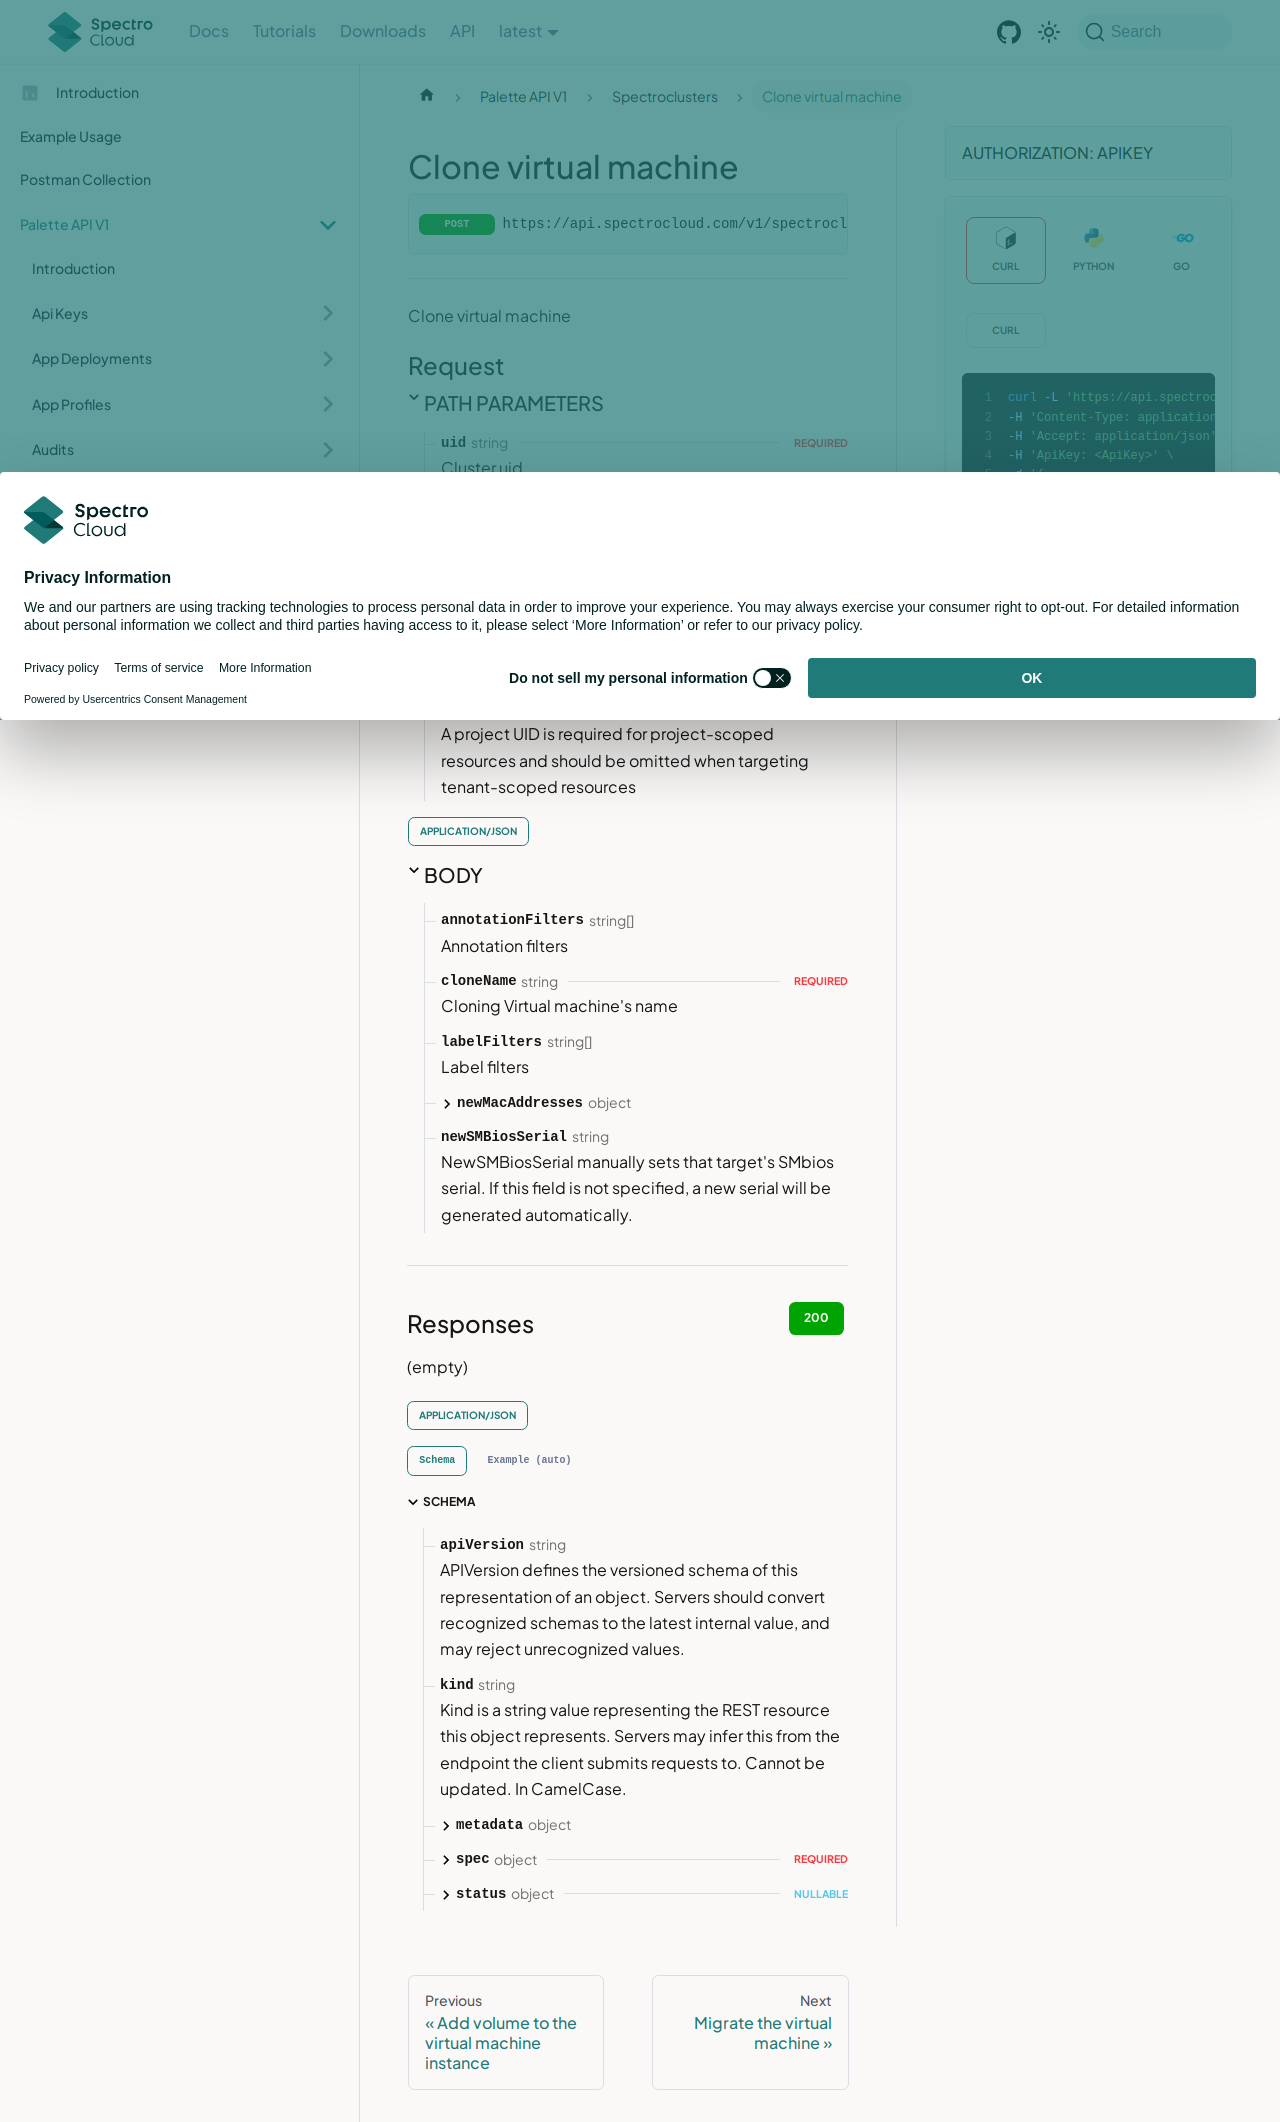 Spectro Cloud
Docs
Tutorials
Downloads
API
latest
Search
Introduction
Example Usage
Postman Collection
Palette API V1
Introduction
Api Keys
App Deployments
App Profiles
Audits
Palette API V1
Spectroclusters
Clone virtual machine
Clone virtual machine
POST
https://api.spectrocloud.com/v1/spectrocl
Clone virtual machine
Request
PATH PARAMETERS
uid string REQUIRED
Cluster uid
AUTHORIZATION: APIKEY
CURL
PYTHON
GO
CURL
1 curl -L 'https://api.spectroc
2 -H 'Content-Type: application
3 -H 'Accept: application/json'
4 -H 'ApiKey: <ApiKey>' \
Spectro Cloud
Privacy Information
We and our partners are using tracking technologies to process personal data in order to improve your experience. You may always exercise your consumer right to opt-out. For detailed information
about personal information we collect and third parties having access to it, please select ‘More Information’ or refer to our privacy policy.
Privacy policy
Terms of service
More Information
Powered by Usercentrics Consent Management
Do not sell my personal information
OK
A project UID is required for project-scoped
resources and should be omitted when targeting
tenant-scoped resources
APPLICATION/JSON
BODY
annotationFilters string[]
Annotation filters
cloneName string REQUIRED
Cloning Virtual machine's name
labelFilters string[]
Label filters
newMacAddresses object
newSMBiosSerial string
NewSMBiosSerial manually sets that target's SMbios
serial. If this field is not specified, a new serial will be
generated automatically.
Responses
200
(empty)
APPLICATION/JSON
Schema
Example (auto)
SCHEMA
apiVersion string
APIVersion defines the versioned schema of this
representation of an object. Servers should convert
recognized schemas to the latest internal value, and
may reject unrecognized values.
kind string
Kind is a string value representing the REST resource
this object represents. Servers may infer this from the
endpoint the client submits requests to. Cannot be
updated. In CamelCase.
metadata object
spec object REQUIRED
status object NULLABLE
Previous
« Add volume to the
virtual machine
instance
Next
Migrate the virtual
machine »